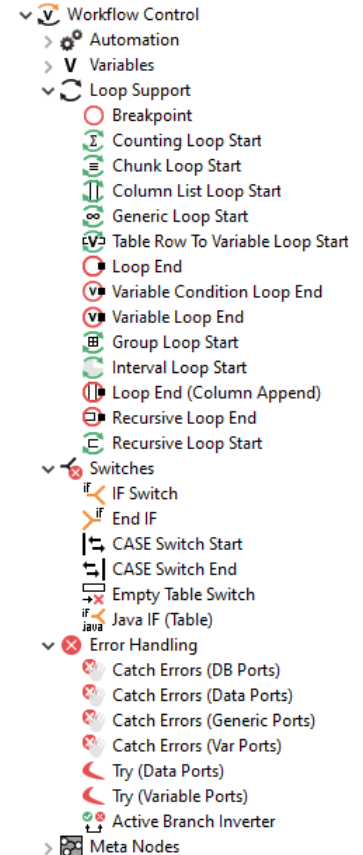 Workflow Control
Automation
V Variables
Loop Support
Breakpoint
Counting Loop Start
Chunk Loop Start
Column List Loop Start
Generic Loop Start
Table Row To Variable Loop Start
Loop End
Variable Condition Loop End
Variable Loop End
Group Loop Start
Interval Loop Start
Loop End (Column Append)
Recursive Loop End
Recursive Loop Start
Switches
IF Switch
End IF
CASE Switch Start
CASE Switch End
Empty Table Switch
Java IF (Table)
Error Handling
Catch Errors (DB Ports)
Catch Errors (Data Ports)
Catch Errors (Generic Ports)
Catch Errors (Var Ports)
Try (Data Ports)
Try (Variable Ports)
Active Branch Inverter
Meta Nodes